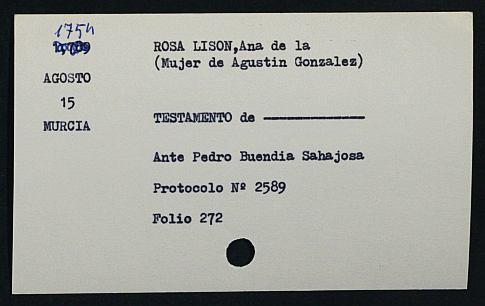 1754
AGOSTO
15
MURCIA
ROSA LISON,Ana de la
(Mujer de Agustin Gonzalez)
TESTAMENTO de ----------------
Ante Pedro Buendia Sahajosa
Protocolo Nº 2589
Folio 272